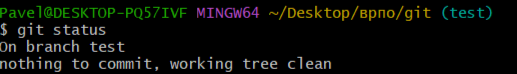 Pavel@DESKTOP-PQ57IVF MINGW64 ~/Desktop/врпо/git (test)
$ git status
On branch test
nothing to commit, working tree clean